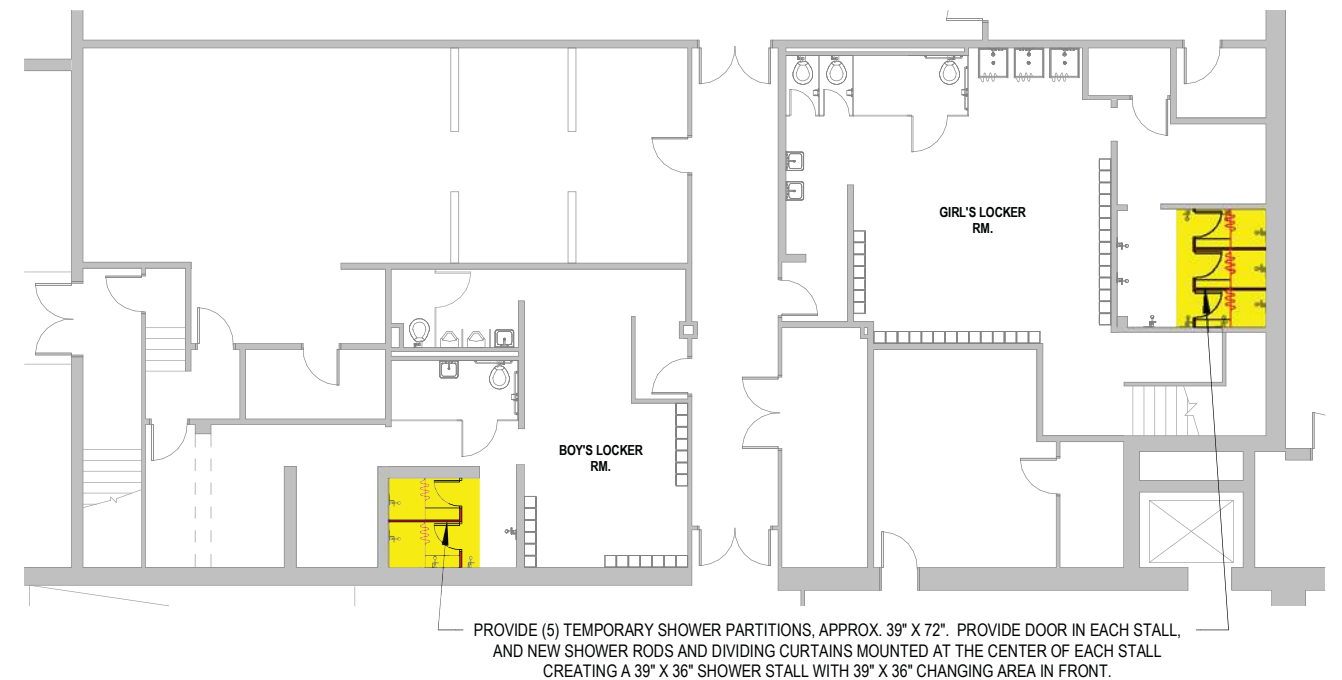 GIRL'S LOCKER
RM.
BOY'S LOCKER
RM.
PROVIDE (5) TEMPORARY SHOWER PARTITIONS, APPROX. 39" X 72". PROVIDE DOOR IN EACH STALL,
AND NEW SHOWER RODS AND DIVIDING CURTAINS MOUNTED AT THE CENTER OF EACH STALL
CREATING A 39" X 36" SHOWER STALL WITH 39" X 36" CHANGING AREA IN FRONT.